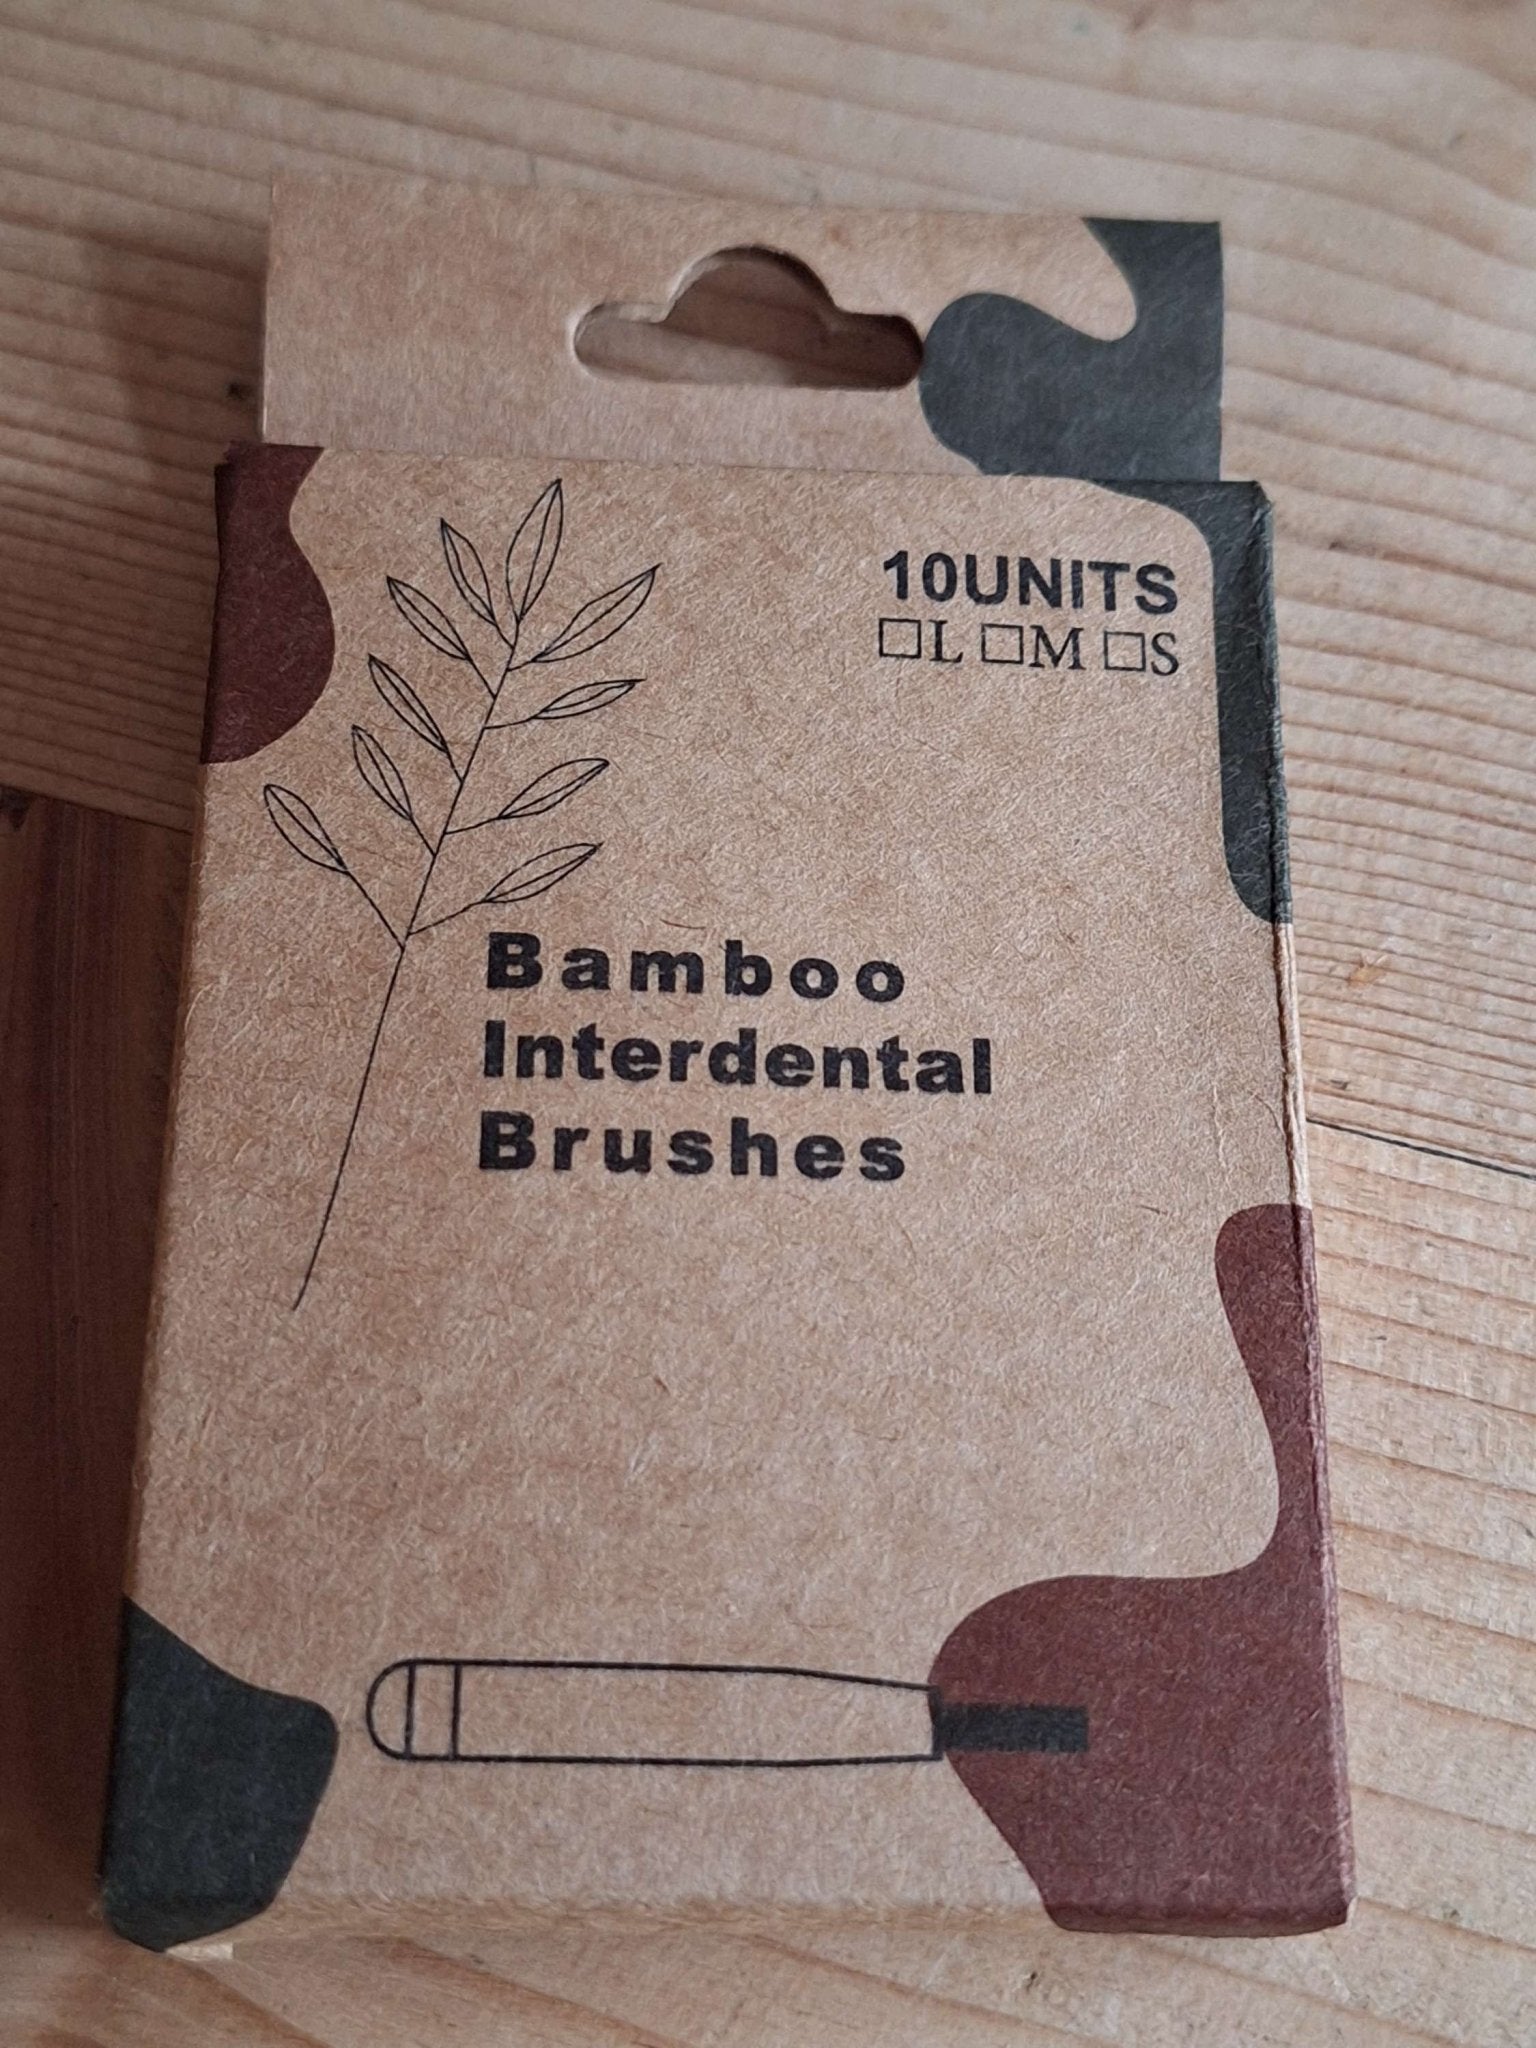 10UNITS
□L □M □S
Bamboo
Interdental
Brushes